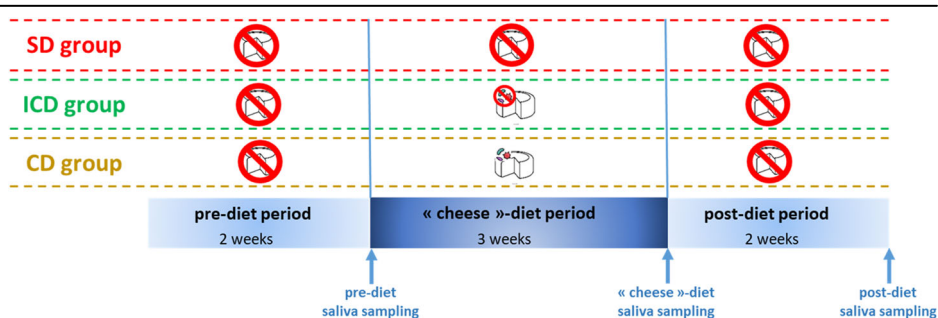 SD group
ICD group
CD group
pre-diet period
2 weeks
« cheese »-diet period
3 weeks
post-diet period
2 weeks
pre-diet
saliva sampling
« cheese »-diet
saliva sampling
post-diet
saliva sampling